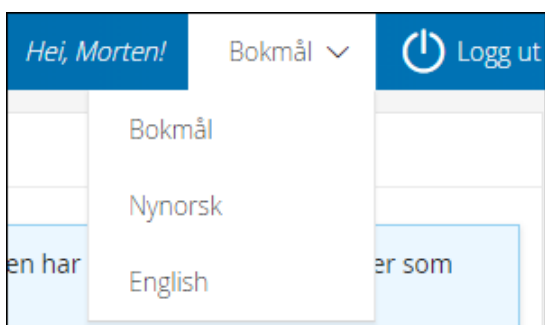 Hei, Morten! Bokmål Logg ut
Bokmål
Nynorsk
en har er som
English